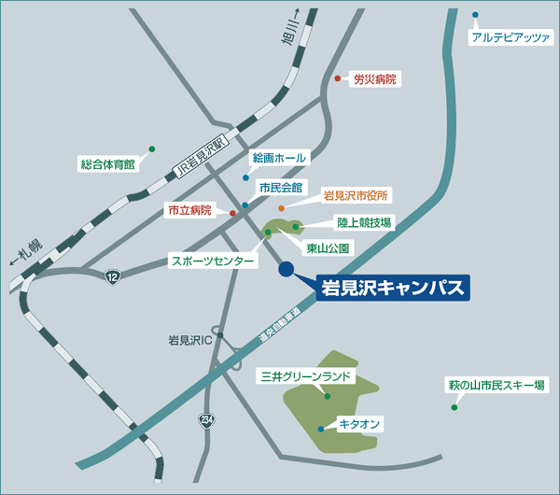 旭川→
アルテピアッツァ
労災病院
JR岩見沢駅
総合体育館
絵画ホール
市民会館
岩見沢市役所
市立病院
陸上競技場
東山公園
スポーツセンター
←札幌
12
岩見沢キャンパス
道央自動車道
岩見沢IC
三井グリーンランド
萩の山市民スキー場
234
キタオン